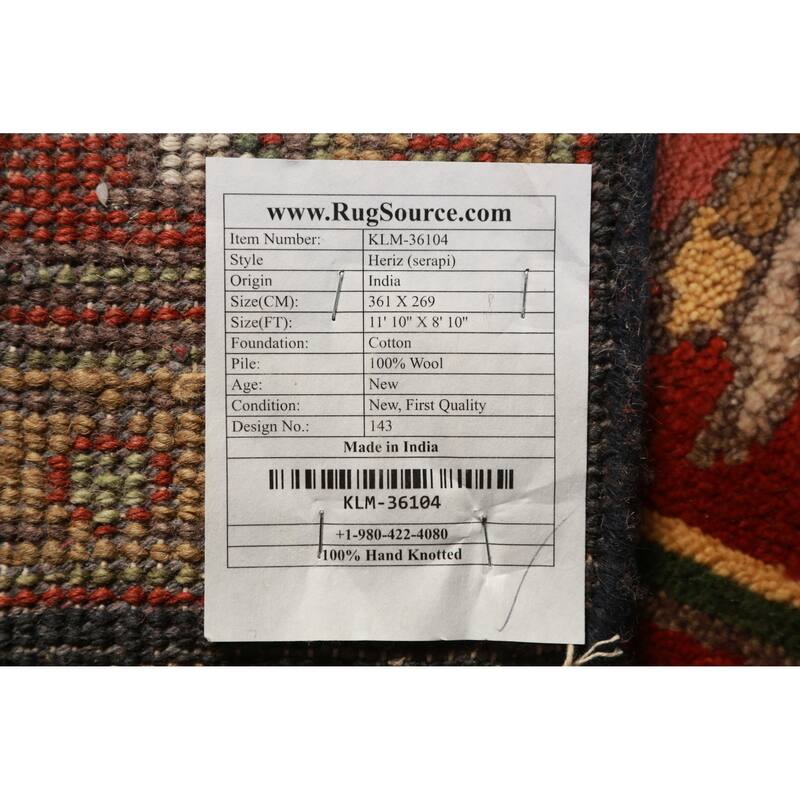 www.RugSource.com
Item Number: KLM-36104
Style Heriz (serapi)
Origin India
Size(CM): 361 X 269
Size(FT): 11' 10" X 8' 10"
Foundation: Cotton
Pile: 100% Wool
Age: New
Condition: New, First Quality
Design No.: 143
Made in India
KLM-36104
+1-980-422-4080
100% Hand Knotted